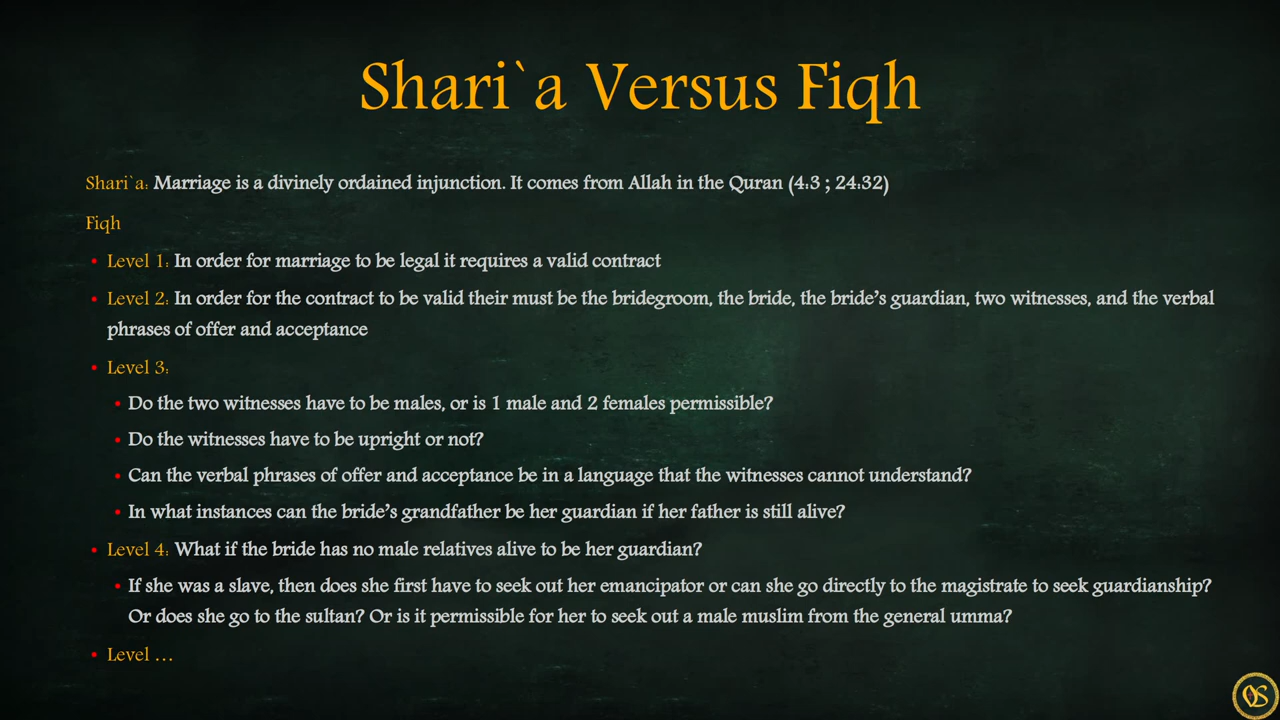 Shari`a Versus Fiqh
Shari`a: Marriage is a divinely ordained injunction. It comes from Allah in the Quran (4:3 ; 24:32)
Fiqh
• Level 1: In order for marriage to be legal it requires a valid contract
• Level 2: In order for the contract to be valid their must be the bridegroom, the bride, the bride's guardian, two witnesses, and the verbal
phrases of offer and acceptance
• Level 3:
• Do the two witnesses have to be males, or is 1 male and 2 females permissible?
• Do the witnesses have to be upright or not?
• Can the verbal phrases of offer and acceptance be in a language that the witnesses cannot understand?
• In what instances can the bride's grandfather be her guardian if her father is still alive?
• Level 4: What if the bride has no male relatives alive to be her guardian?
• If she was a slave, then does she first have to seek out her emancipator or can she go directly to the magistrate to seek guardianship?
Or does she go to the sultan? Or is it permissible for her to seek out a male muslim from the general umma?
• Level …